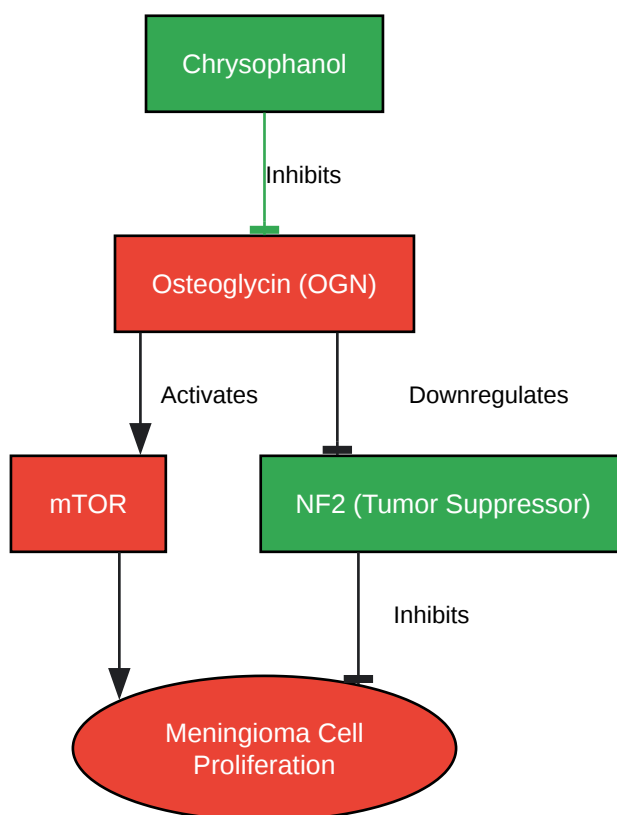 Chrysophanol
Inhibits
Osteoglycin (OGN)
Activates
Downregulates
mTOR
NF2 (Tumor Suppressor)
Inhibits
Meningioma Cell
Proliferation